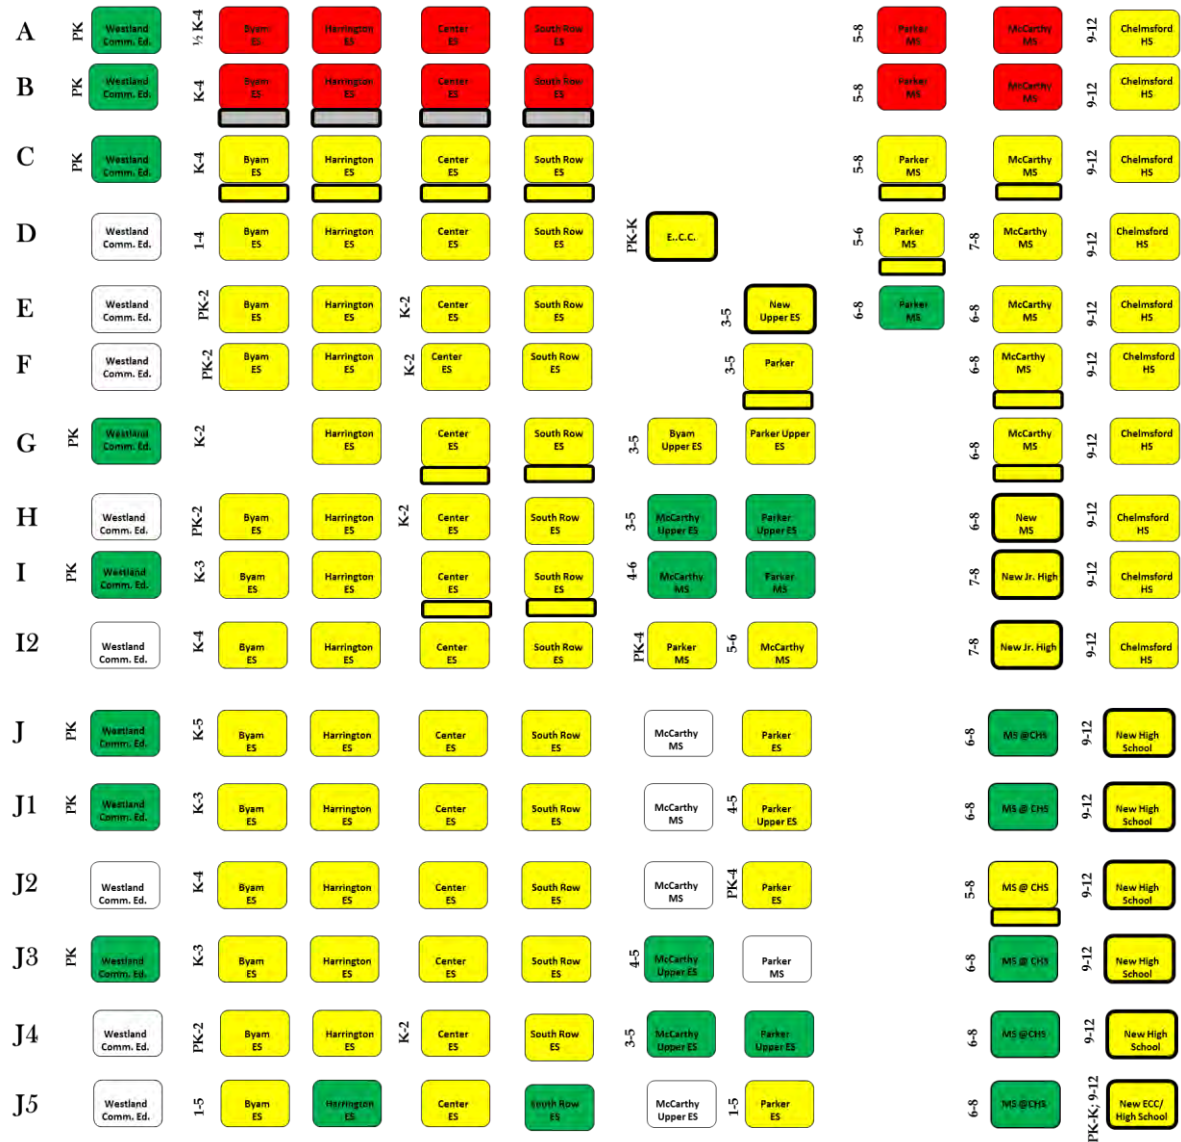 A PK Westland Comm. Ed. ½ K-4 Byam ES Harrington ES Center ES South Row ES 5-8 Parker MS McCarthy MS 9-12 Chelmsford HS
B PK Westland Comm. Ed. K-4 Byam ES Harrington ES Center ES South Row ES 5-8 Parker MS McCarthy MS 9-12 Chelmsford HS
C PK Westland Comm. Ed. K-4 Byam ES Harrington ES Center ES South Row ES 5-8 Parker MS McCarthy MS 9-12 Chelmsford HS
D Westland Comm. Ed. 1-4 Byam ES Harrington ES Center ES South Row ES PK-K E..C.C. 5-6 Parker MS 7-8 McCarthy MS 9-12 Chelmsford HS
E Westland Comm. Ed. PK-2 Byam ES Harrington ES K-2 Center ES South Row ES 3-5 New Upper ES 6-8 Parker MS 6-8 McCarthy MS 9-12 Chelmsford HS
F Westland Comm. Ed. PK-2 Byam ES Harrington ES K-2 Center ES South Row ES 3-5 Parker 6-8 McCarthy MS 9-12 Chelmsford HS
G PK Westland Comm. Ed. K-2 Harrington ES Center ES South Row ES 3-5 Byam Upper ES Parker Upper ES 6-8 McCarthy MS 9-12 Chelmsford HS
H Westland Comm. Ed. PK-2 Byam ES Harrington ES K-2 Center ES South Row ES 3-5 McCarthy Upper ES Parker Upper ES 6-8 New MS 9-12 Chelmsford HS
I PK Westland Comm. Ed. K-3 Byam ES Harrington ES Center ES South Row ES 4-6 McCarthy MS Parker MS 7-8 New Jr. High 9-12 Chelmsford HS
I2 Westland Comm. Ed. K-4 Byam ES Harrington ES Center ES South Row ES PK-4 Parker MS 5-6 McCarthy MS 7-8 New Jr. High 9-12 Chelmsford HS
J PK Westland Comm. Ed. K-5 Byam ES Harrington ES Center ES South Row ES McCarthy MS Parker ES 6-8 MS @CHS 9-12 New High School
J1 PK Westland Comm. Ed. K-3 Byam ES Harrington ES Center ES South Row ES McCarthy MS 4-5 Parker Upper ES 6-8 MS @ CHS 9-12 New High School
J2 Westland Comm. Ed. K-4 Byam ES Harrington ES Center ES South Row ES McCarthy MS PK-4 Parker ES 5-8 MS @ CHS 9-12 New High School
J3 PK Westland Comm. Ed. K-3 Byam ES Harrington ES Center ES South Row ES 4-5 McCarthy Upper ES Parker MS 6-8 MS @ CHS 9-12 New High School
J4 Westland Comm. Ed. PK-2 Byam ES Harrington ES K-2 Center ES South Row ES 3-5 McCarthy Upper ES Parker Upper ES 6-8 MS @CHS 9-12 New High School
J5 Westland Comm. Ed. 1-5 Byam ES Harrington ES Center ES South Row ES McCarthy Upper ES 1-5 Parker ES 6-8 MS @CHS PK-K; 9-12 New ECC/ High School